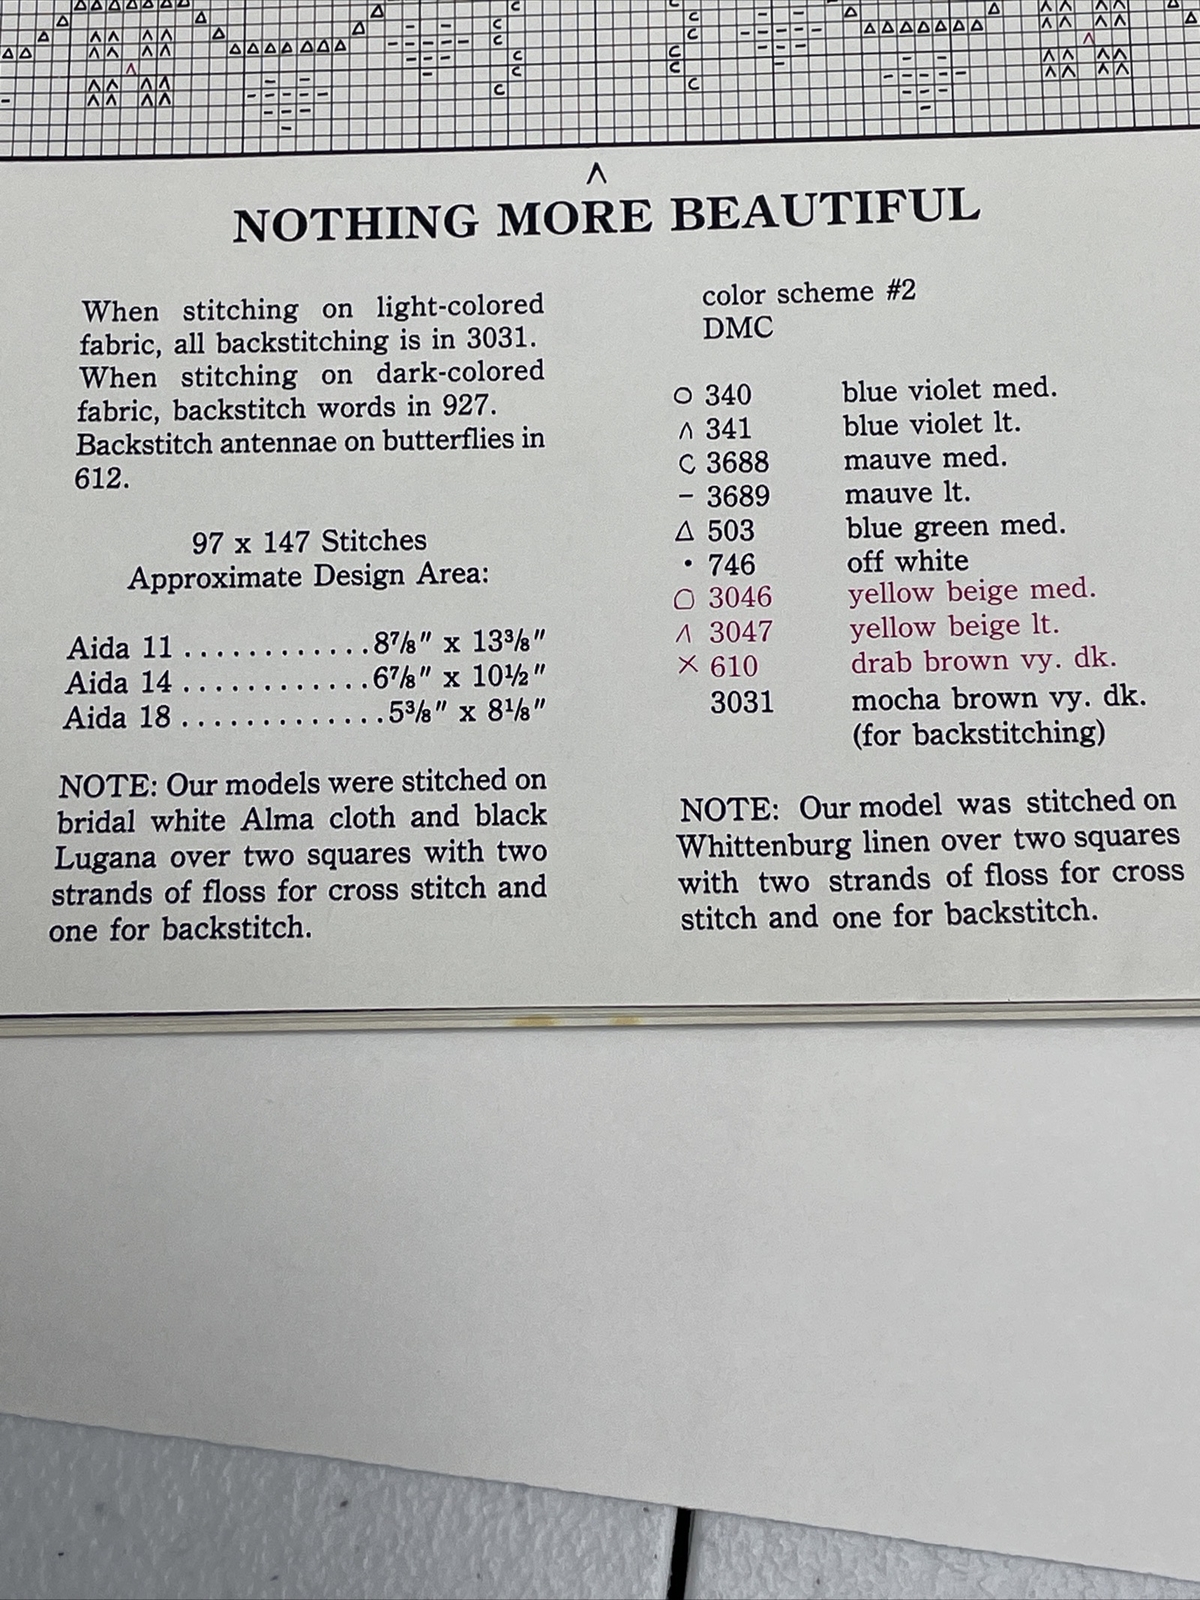 NOTHING MORE BEAUTIFUL
When stitching on light-colored
fabric, all backstitching is in 3031.
When stitching on dark-colored
fabric, backstitch words in 927.
Backstitch antennae on butterflies in
612.
97 x 147 Stitches
Approximate Design Area:
Aida 11 ............8⅞" x 13⅜"
Aida 14 ............6⅞" x 10½"
Aida 18 .............5⅜" x 8⅛"
NOTE: Our models were stitched on
bridal white Alma cloth and black
Lugana over two squares with two
strands of floss for cross stitch and
one for backstitch.
color scheme #2
DMC
○ 340 blue violet med.
∧ 341 blue violet lt.
C 3688 mauve med.
– 3689 mauve lt.
△ 503 blue green med.
• 746 off white
○ 3046 yellow beige med.
∧ 3047 yellow beige lt.
× 610 drab brown vy. dk.
3031 mocha brown vy. dk.
(for backstitching)
NOTE: Our model was stitched on
Whittenburg linen over two squares
with two strands of floss for cross
stitch and one for backstitch.